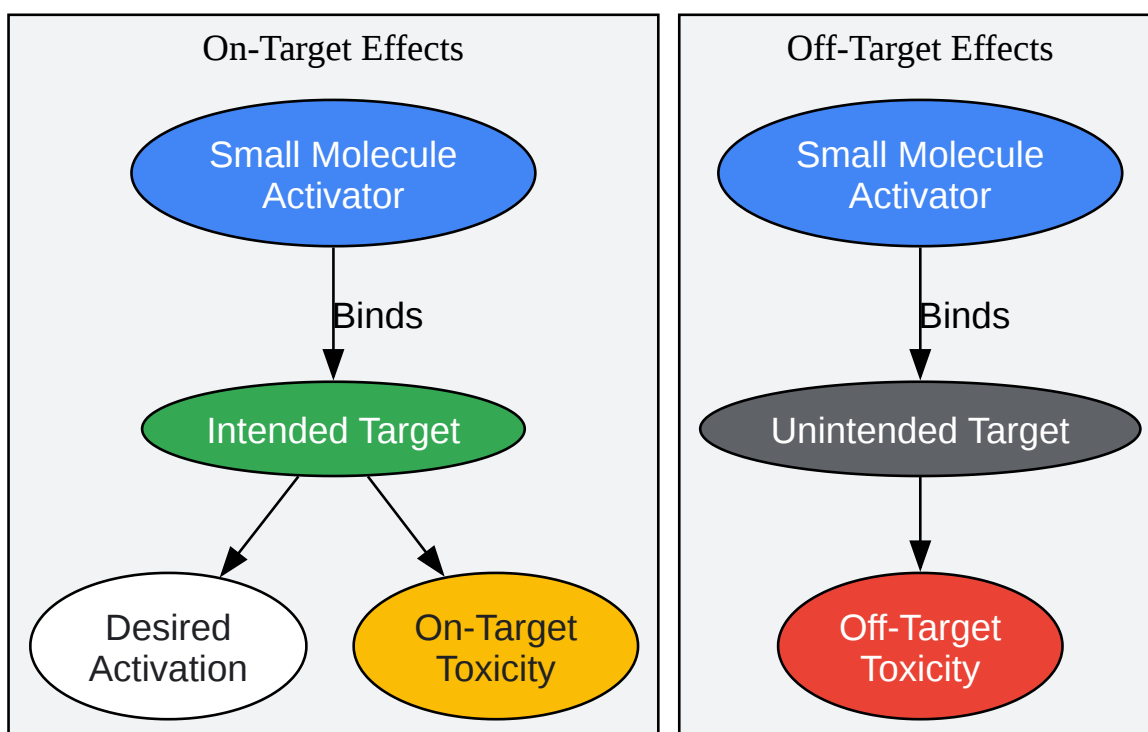 On-Target Effects
Small Molecule
Activator
Binds
Intended Target
Desired
Activation
On-Target
Toxicity
Off-Target Effects
Small Molecule
Activator
Binds
Unintended Target
Off-Target
Toxicity